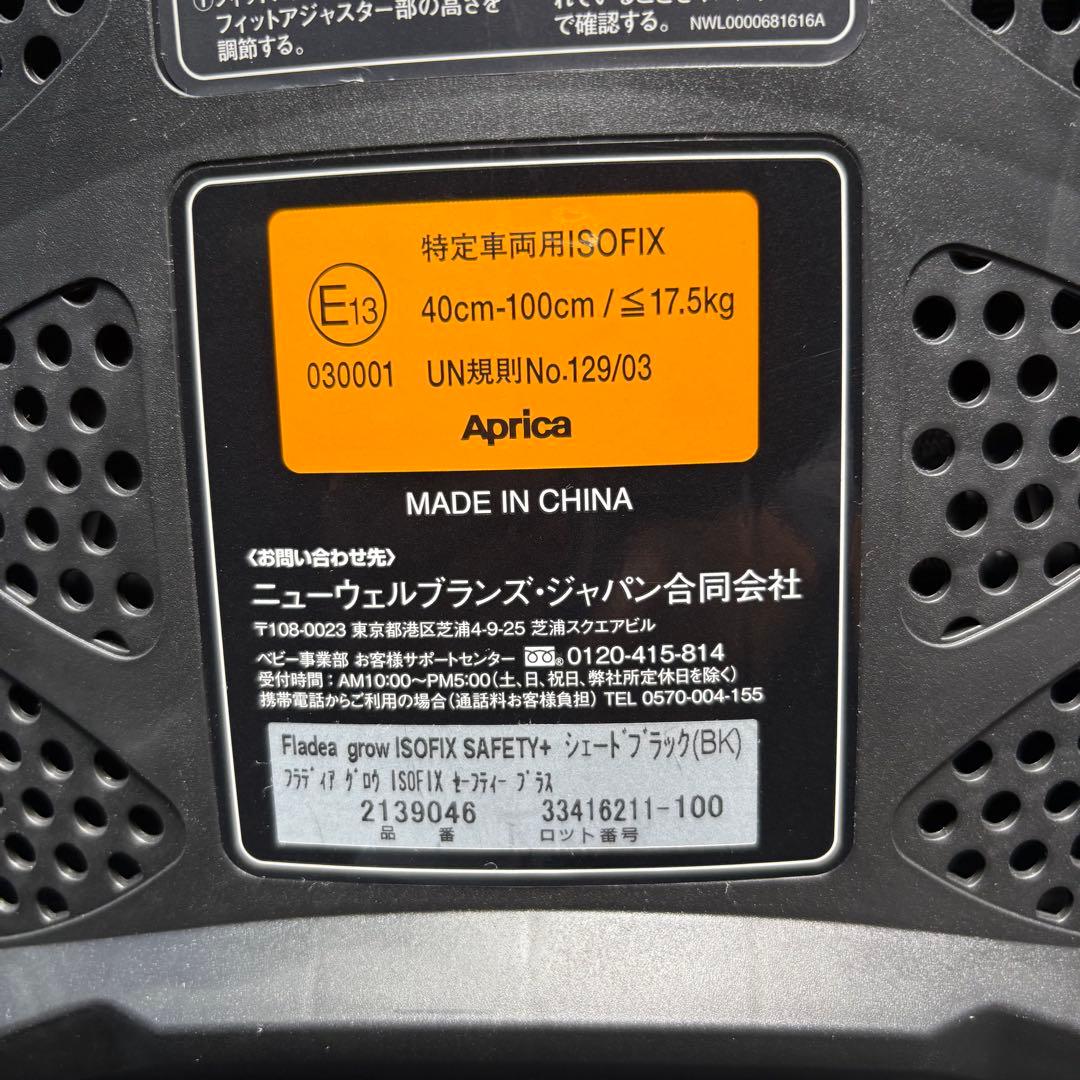 フィットアジャスター部の高さを
調節する。
で確認する。 NWL0000681616A
特定車両用ISOFIX
E13
40cm-100cm / ≦17.5kg
030001 UN規則No.129/03
Aprica
MADE IN CHINA
〈お問い合わせ先〉
ニューウェルブランズ・ジャパン合同会社
〒108-0023 東京都港区芝浦4-9-25 芝浦スクエアビル
ベビー事業部 お客様サポートセンター 0120-415-814
受付時間:AM10:00〜PM5:00(土、日、祝日、弊社所定休日を除く)
携帯電話からご利用の場合(通話料お客様負担) TEL 0570-004-155
Fladea grow ISOFIX SAFETY+ シェードブラック(BK)
フラディア グロウ ISOFIX セーフティー プラス
2139046 33416211-100
品番 ロット番号